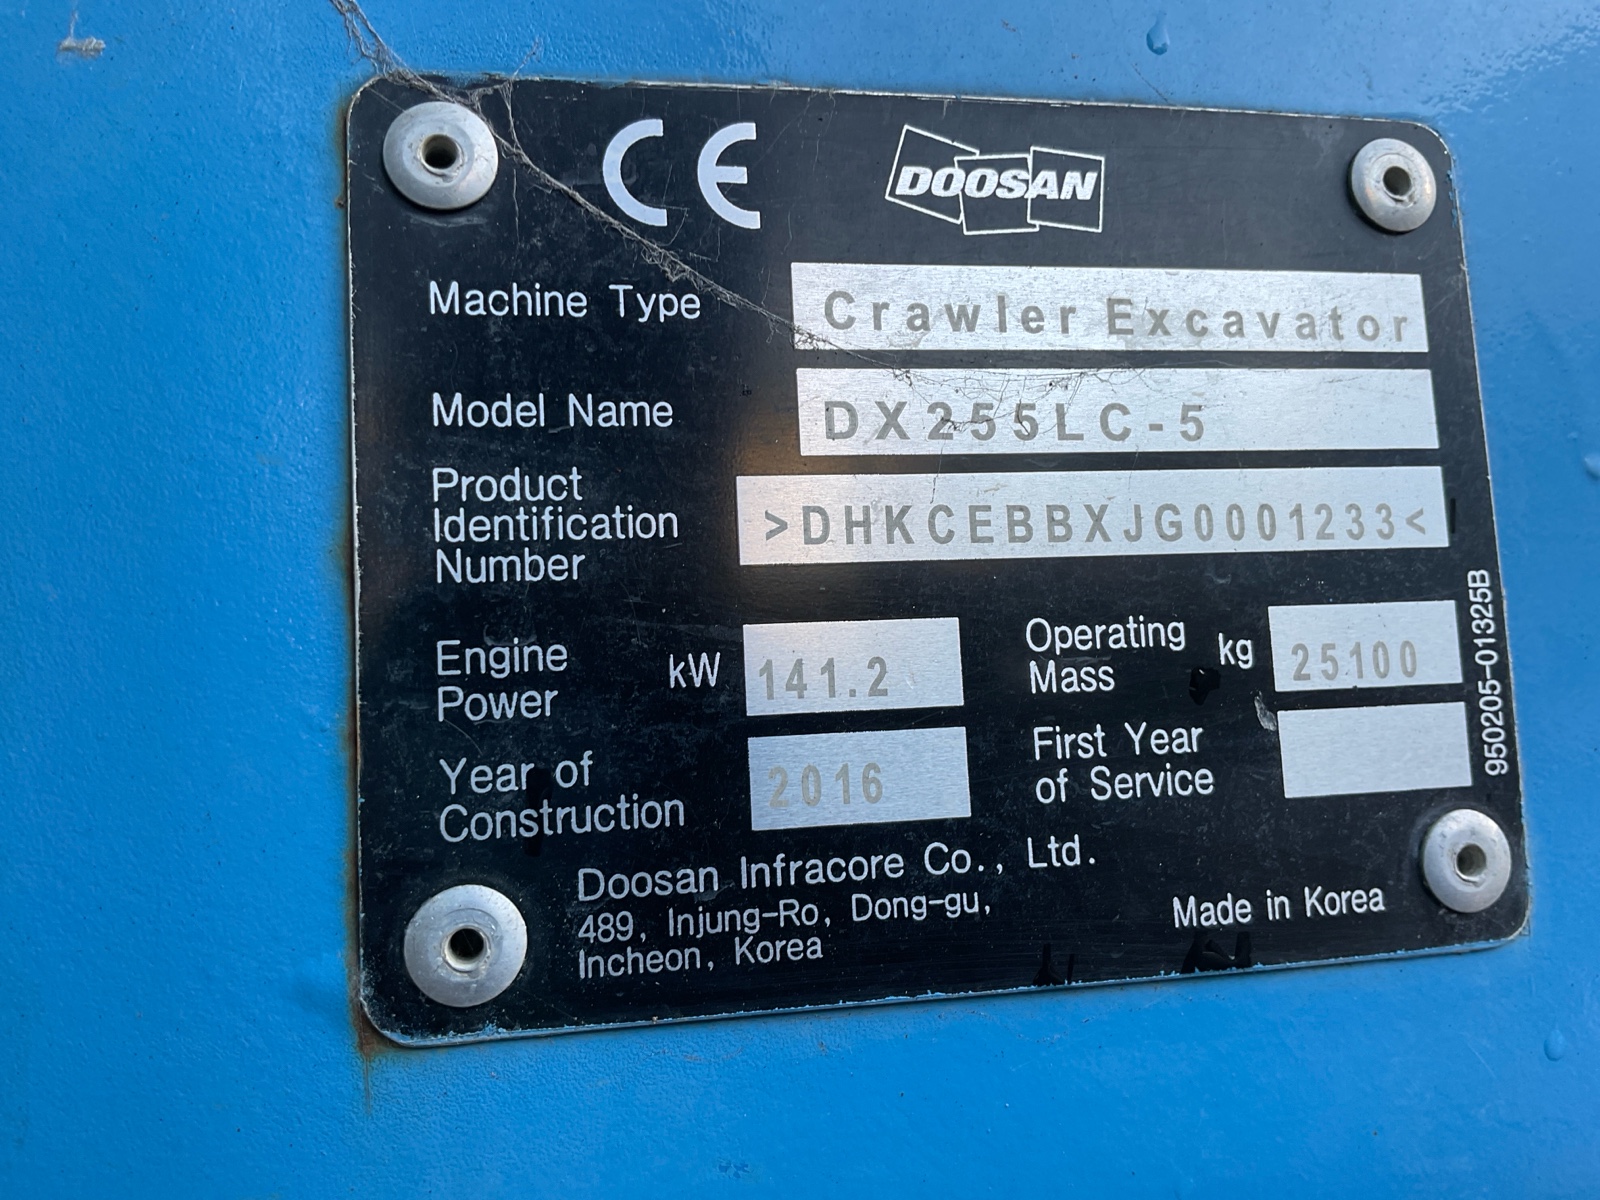 CE
DOOSAN
Machine Type Crawler Excavator
Model Name DX255LC-5
Product
Identification
Number
>DHKCEBBXJG0001233<
Engine
Power
kW 141.2
Operating
Mass
kg 25100
Year of
Construction
2016
First Year
of Service
Doosan Infracore Co., Ltd.
489, Injung-Ro, Dong-gu,
Incheon, Korea
Made in Korea
950205-01325B